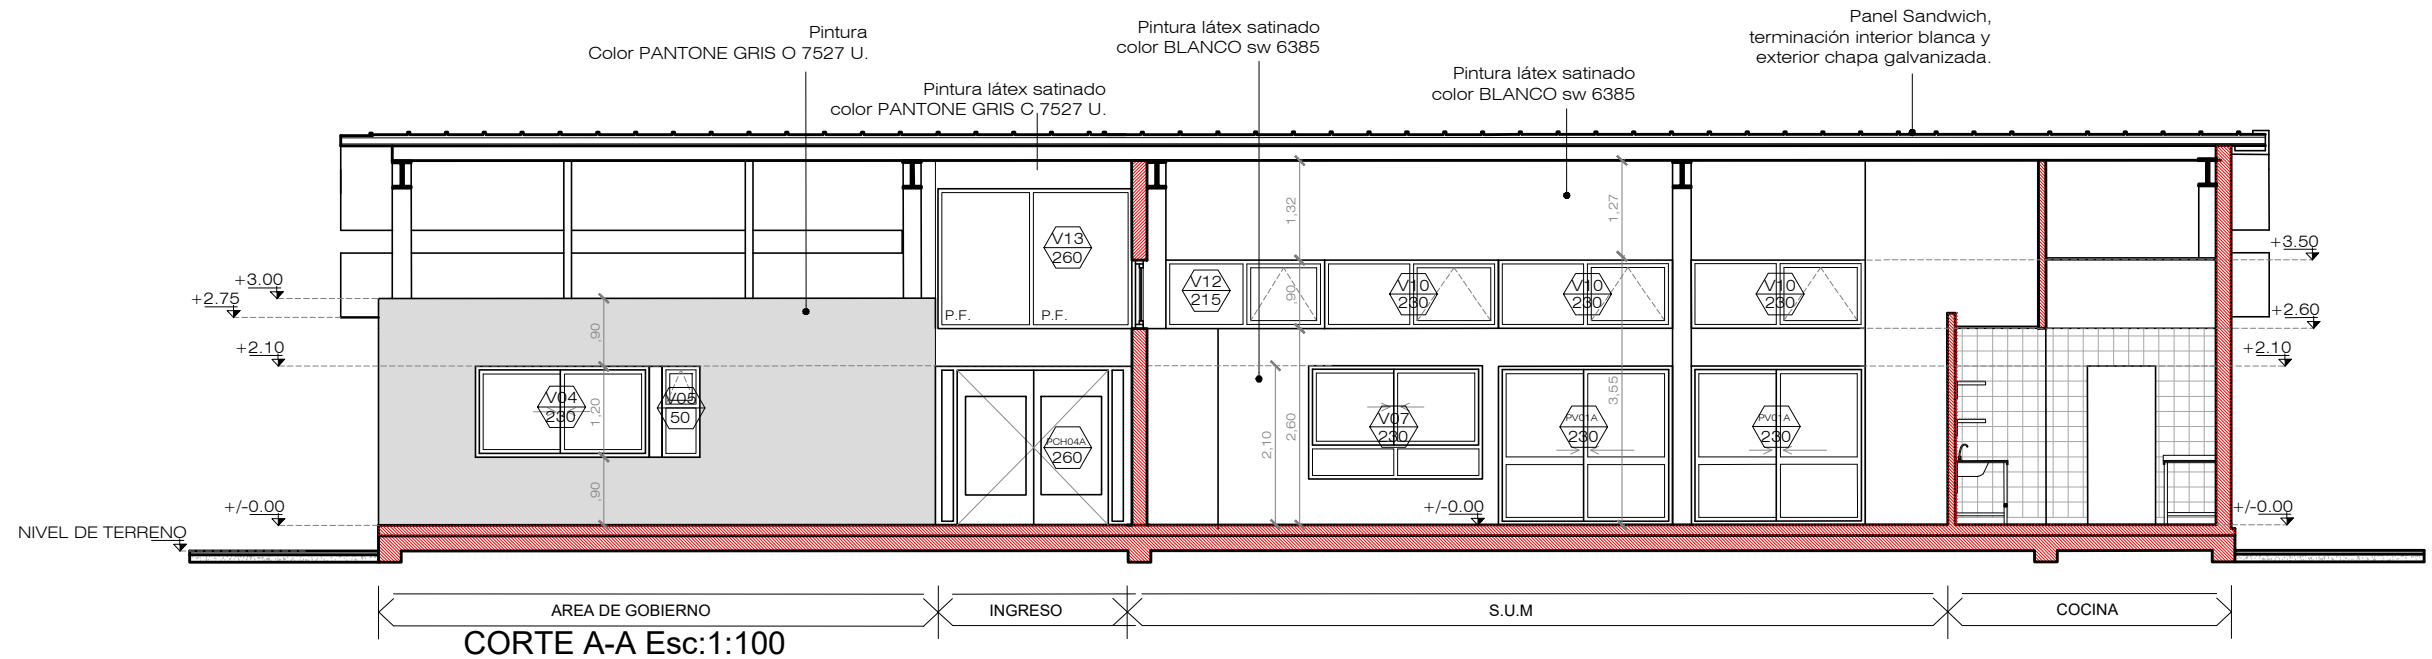 Pintura
Color PANTONE GRIS O 7527 U.
Pintura látex satinado
color PANTONE GRIS C 7527 U.
Pintura látex satinado
color BLANCO sw 6385
Pintura látex satinado
color BLANCO sw 6385
Panel Sandwich,
terminación interior blanca y
exterior chapa galvanizada.
+3.00
+2.75
+2.10
+/-0.00
NIVEL DE TERRENO
,90
1,20
,90
V04
230
V05
50
V13
260
P.F.
P.F.
PCH04A
260
1,32
,90
2,60
2,10
1,27
3,55
V12
215
V10
230
V10
230
V10
230
V07
230
PV01A
230
PV01A
230
+/-0.00
+3.50
+2.60
+2.10
+/-0.00
AREA DE GOBIERNO
INGRESO
S.U.M
COCINA
CORTE A-A Esc:1:100